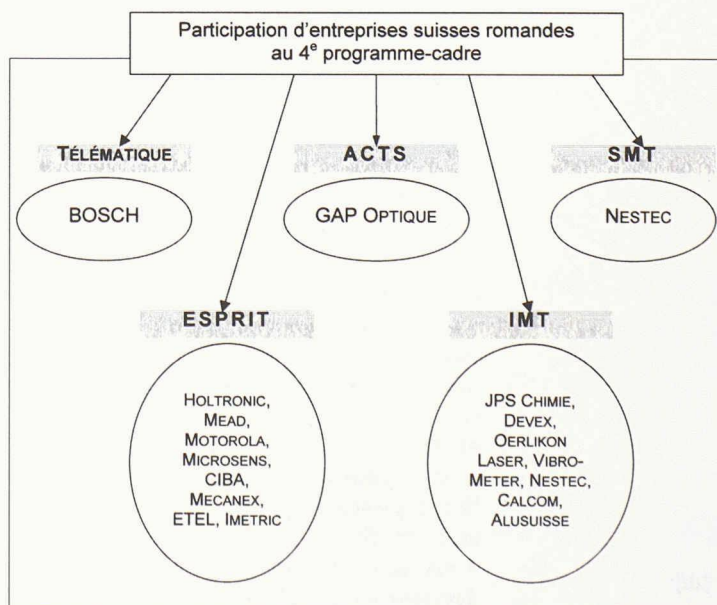 Participation d'entreprises suisses romandes
au 4e programme-cadre
TÉLÉMATIQUE
ACTS
SMT
BOSCH
GAP OPTIQUE
NESTEC
ESPRIT
IMT
HOLTRONIC,
MEAD,
MOTOROLA,
MICROSENS,
CIBA,
MECANEX,
ETEL, IMETRIC
JPS CHIMIE,
DEVEX,
OERLIKON
LASER, VIBRO-
METER, NESTEC,
CALCOM,
ALUSUISSE